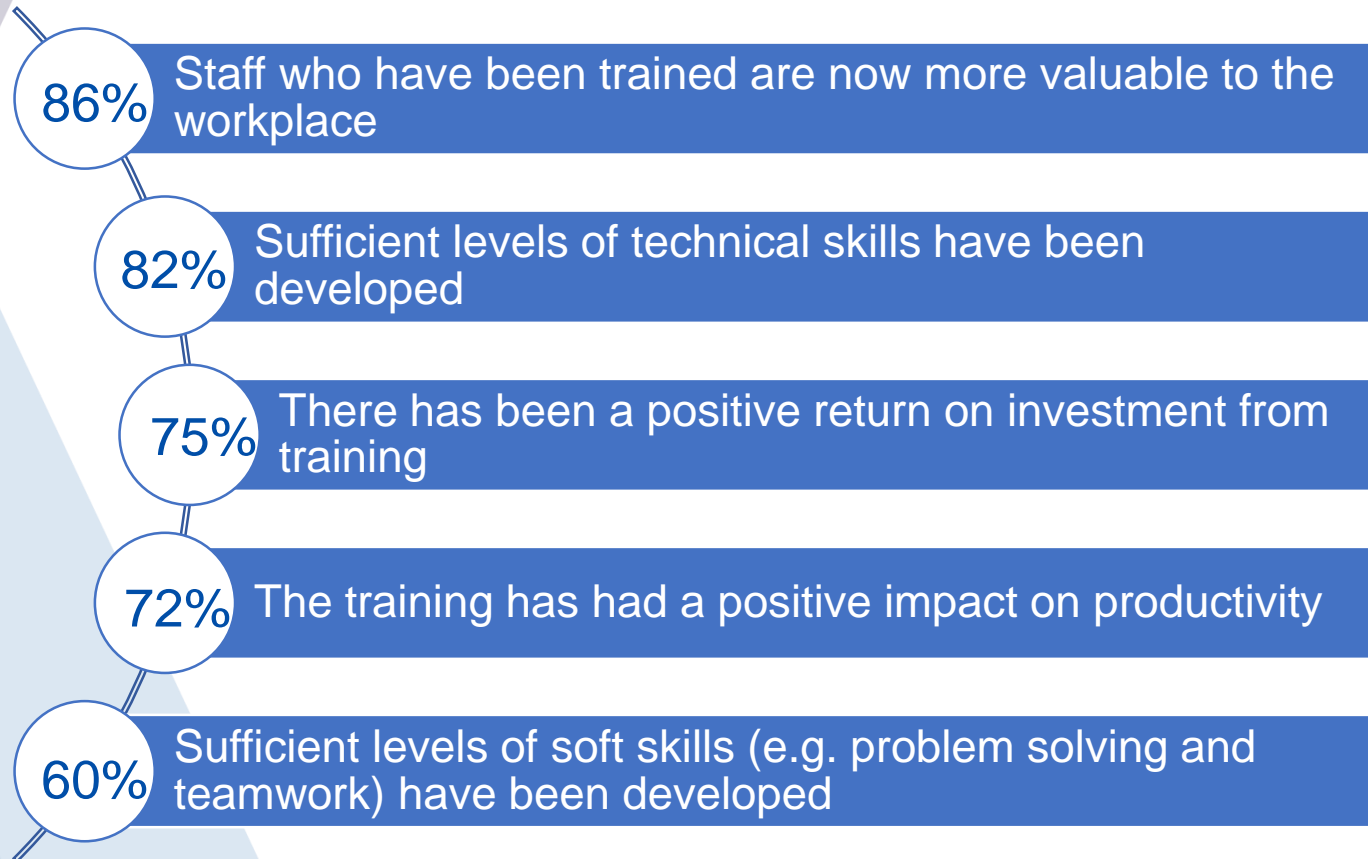 86%
Staff who have been trained are now more valuable to the
workplace
82%
Sufficient levels of technical skills have been
developed
75%
There has been a positive return on investment from
training
72%
The training has had a positive impact on productivity
60%
Sufficient levels of soft skills (e.g. problem solving and
teamwork) have been developed